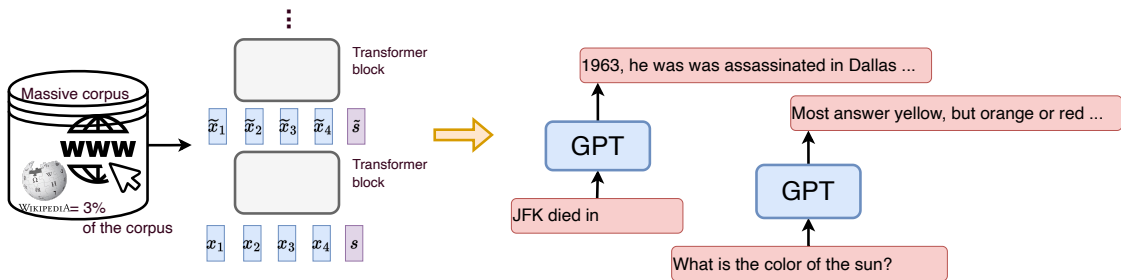 Massive corpus
WWW
WIKIPEDIA = 3%
of the corpus
⋮
Transformer
block
x̃₁ x̃₂ x̃₃ x̃₄ s̃
Transformer
block
x₁ x₂ x₃ x₄ s
1963, he was was assassinated in Dallas ...
GPT
JFK died in
Most answer yellow, but orange or red ...
GPT
What is the color of the sun?